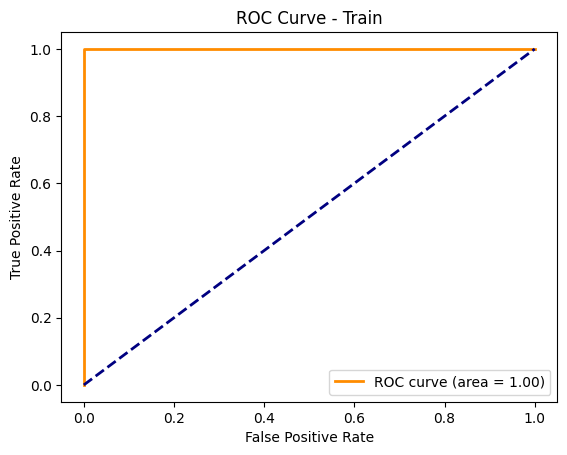 ROC Curve - Train
True Positive Rate
1.0
0.8
0.6
0.4
0.2
0.0
ROC curve (area = 1.00)
0.0 0.2 0.4 0.6 0.8 1.0
False Positive Rate